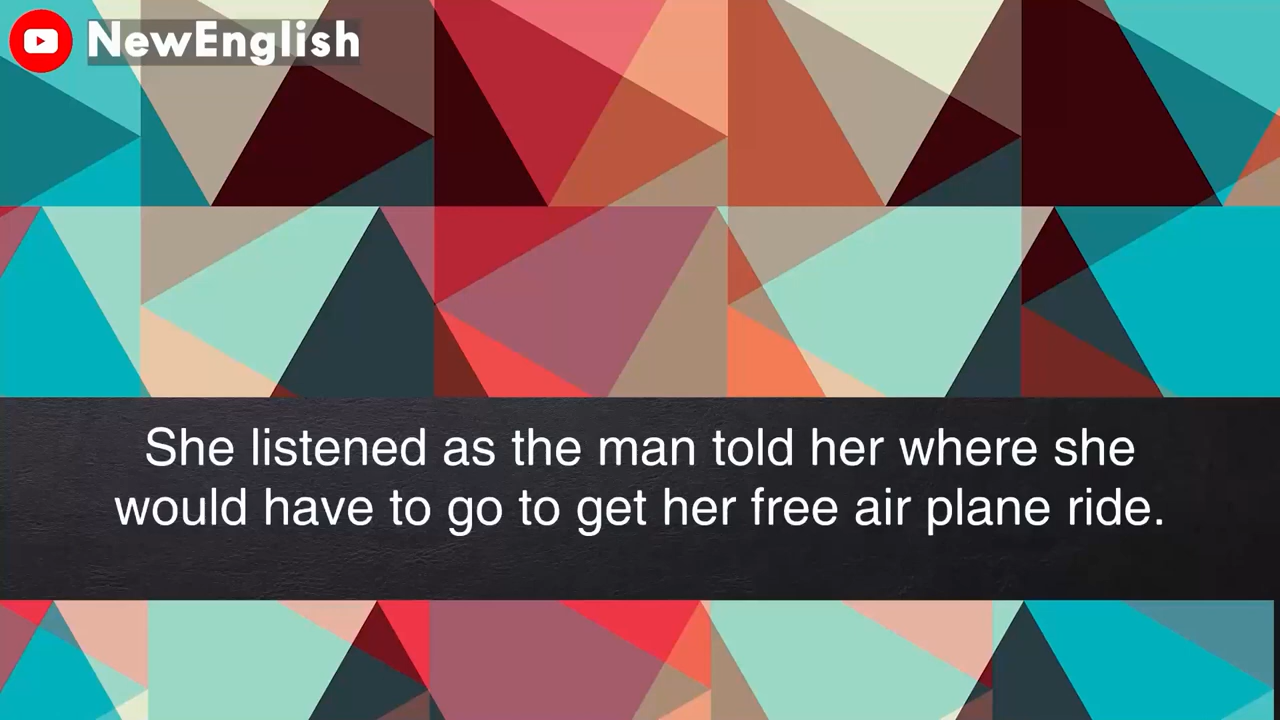 NewEnglish
She listened as the man told her where she
would have to go to get her free air plane ride.